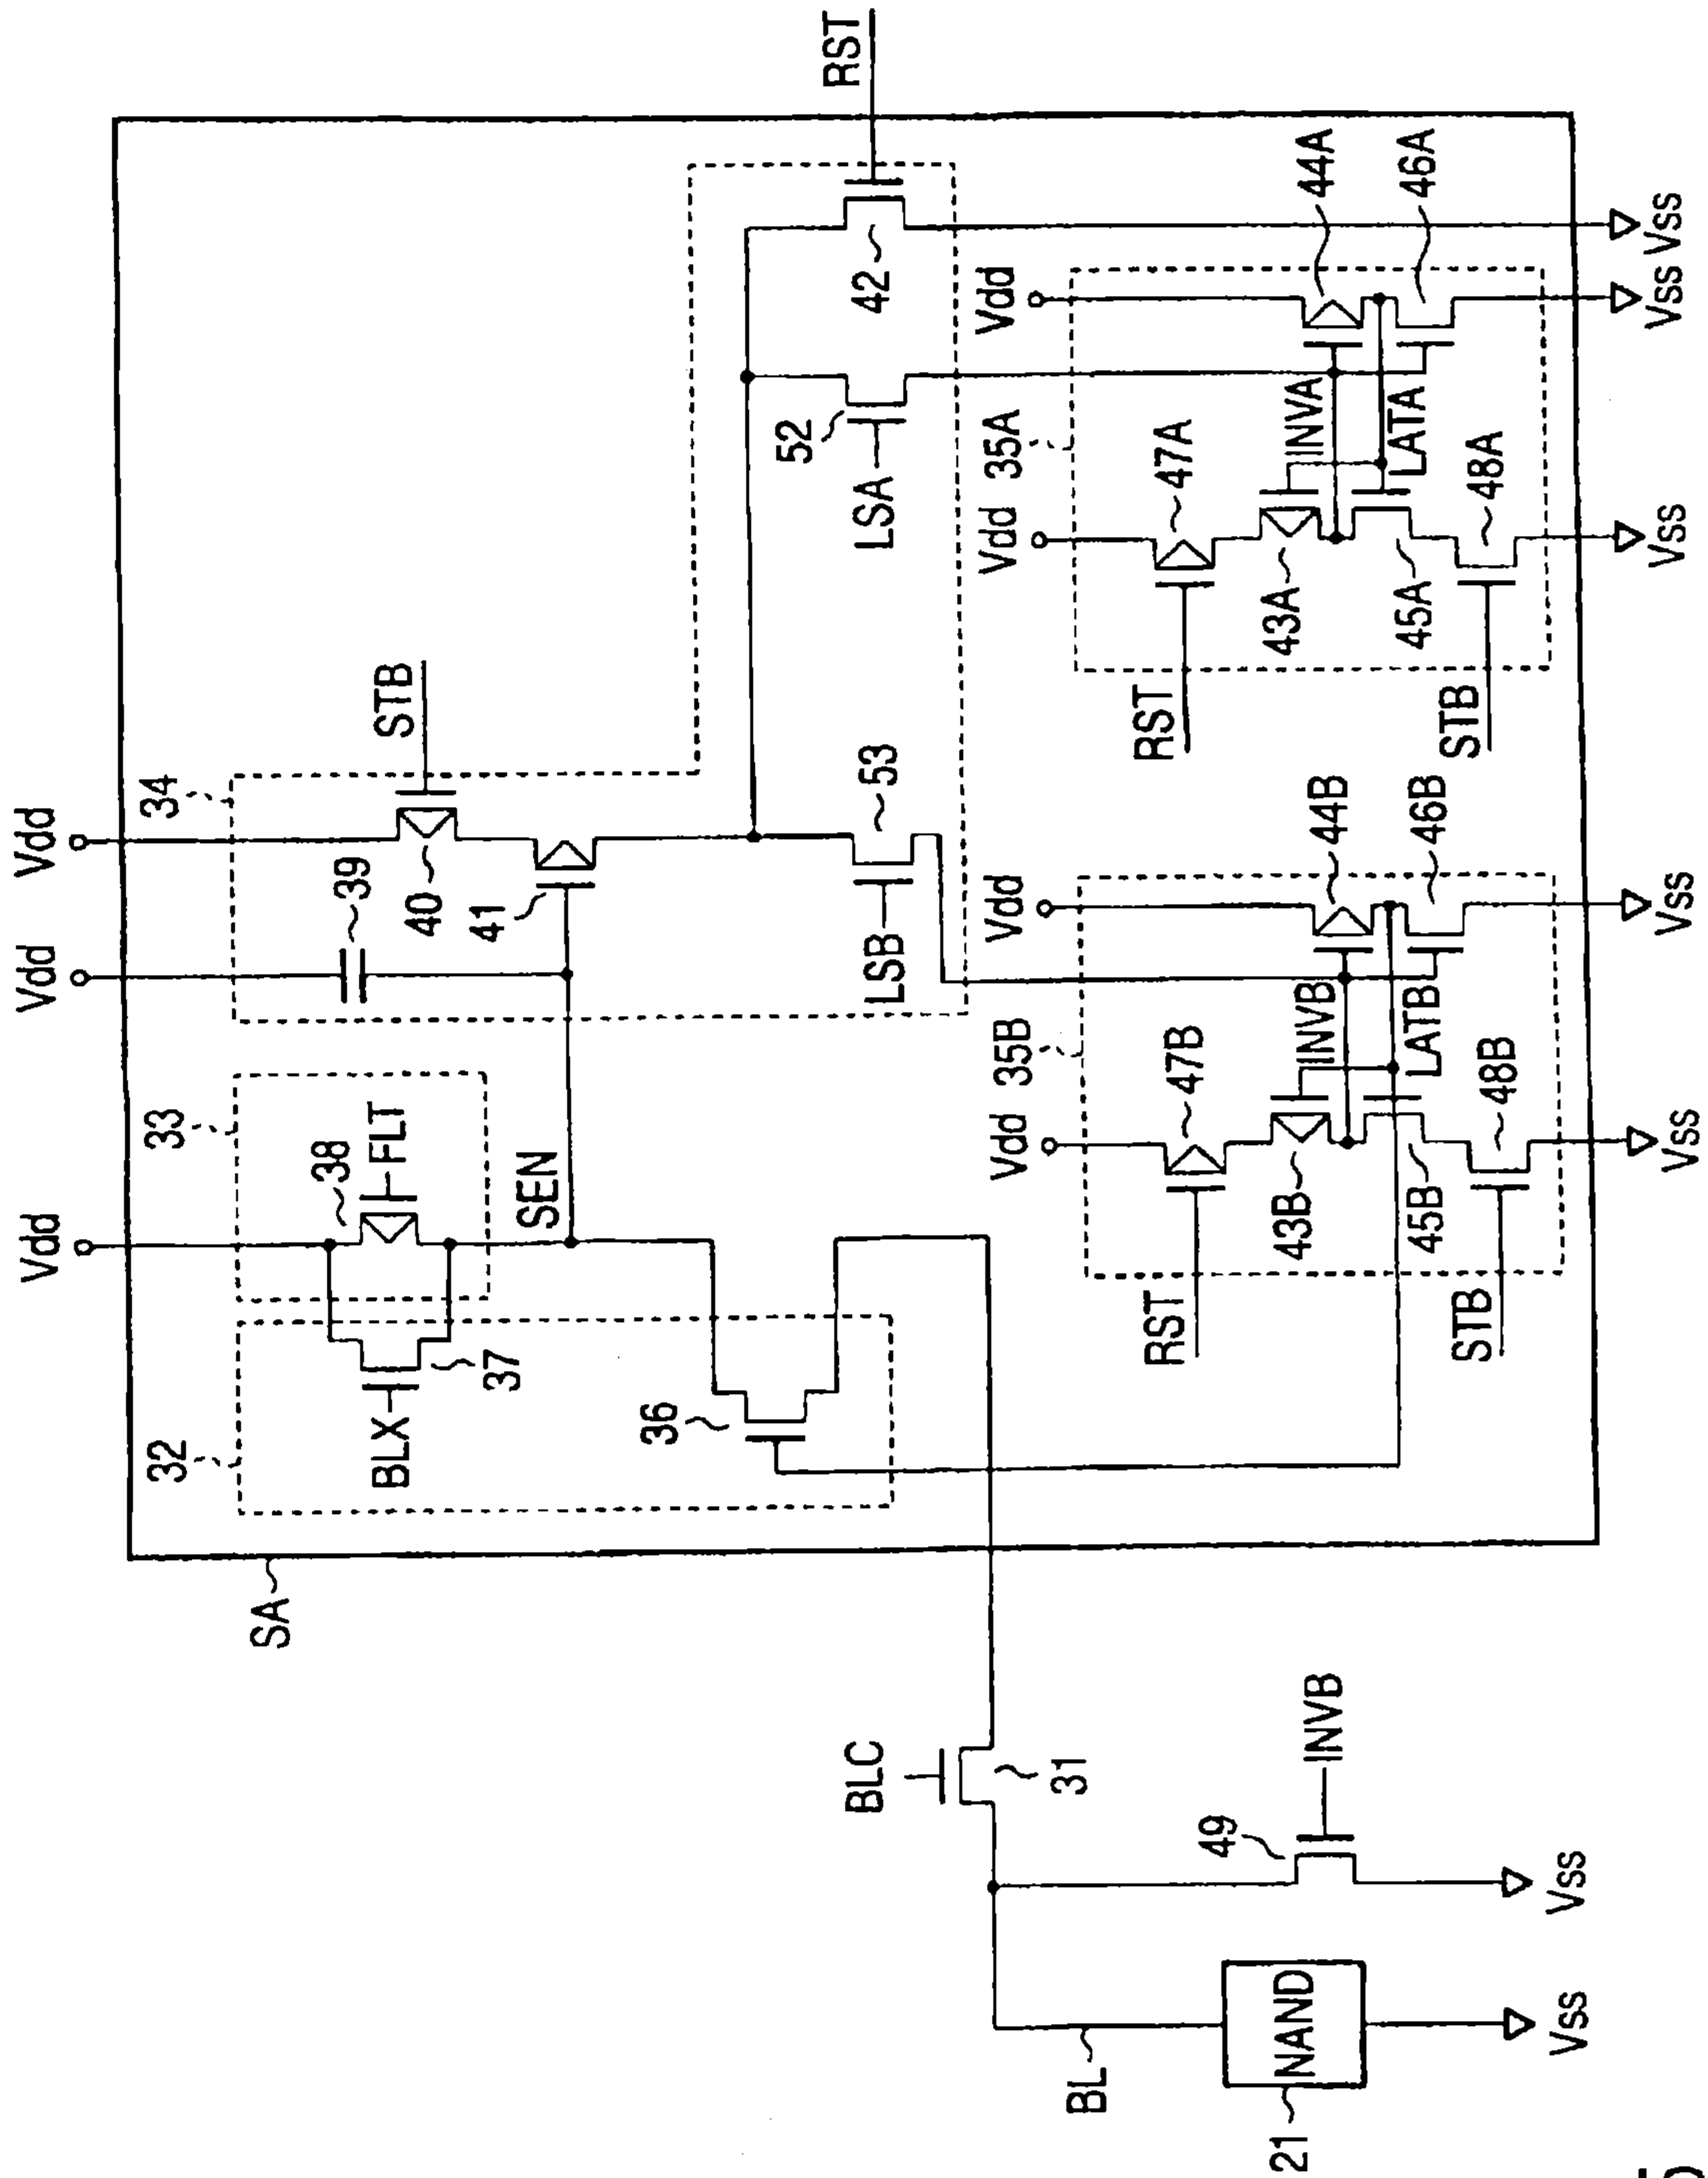 Vdd
Vdd
Vdd
RST
33
34
STB
38
FLT
39
32
BLX
37
40
41
SEN
36
52
42
LSA
53
LSB
SA
BLC
31
Vdd
35B
Vdd
Vdd
35A
Vdd
47B
RST
43B
INVB
44B
47A
RST
43A
INVA
44A
45B
LATB
46B
48B
STB
45A
LATA
46A
48A
STB
Vss
Vss
Vss
Vss
Vss
49
INVB
BL
NAND
21
Vss
Vss